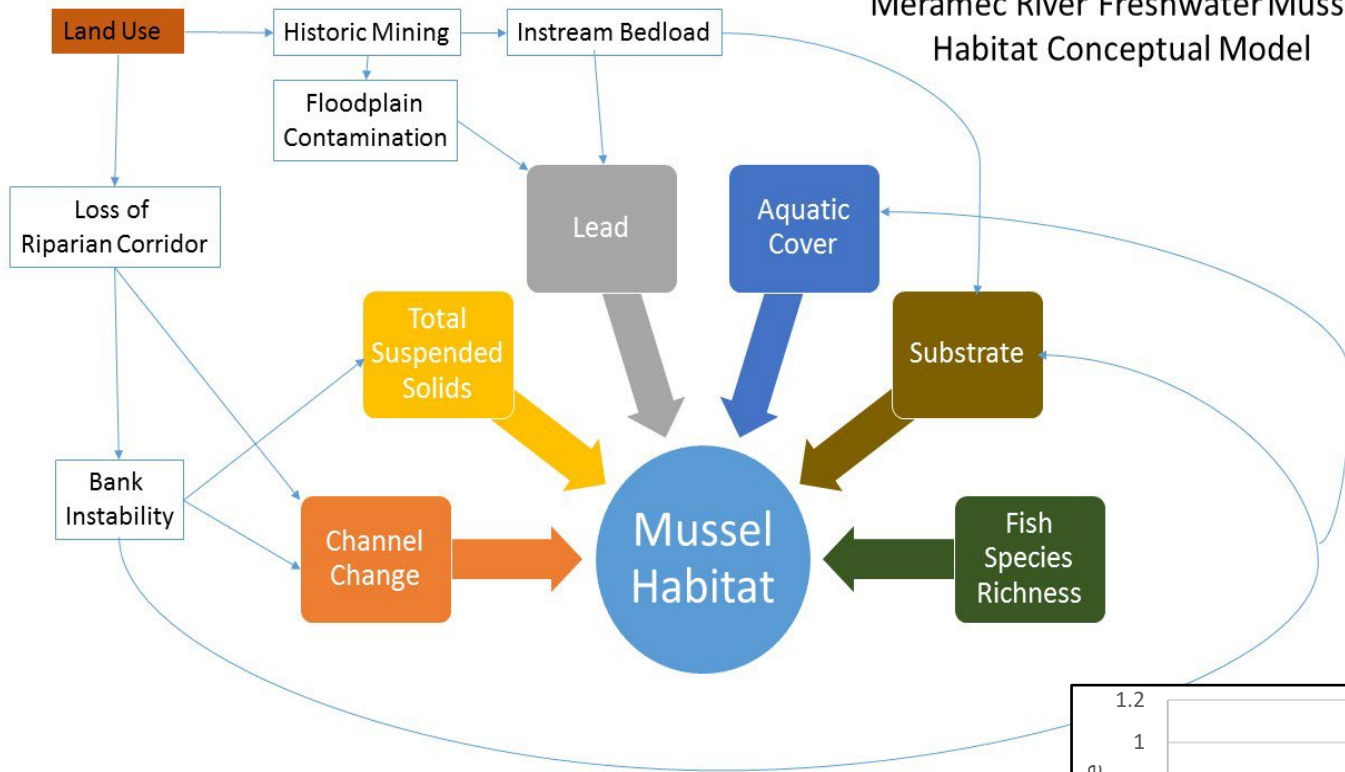 Meramec River Freshwater
Habitat Conceptual Model
Land Use
Historic Mining
Instream Bedload
Floodplain
Contamination
Loss of
Riparian Corridor
Lead
Aquatic
Cover
Total
Suspended
Solids
Substrate
Bank
Instability
Channel
Change
Mussel
Habitat
Fish
Species
Richness
1.2
1